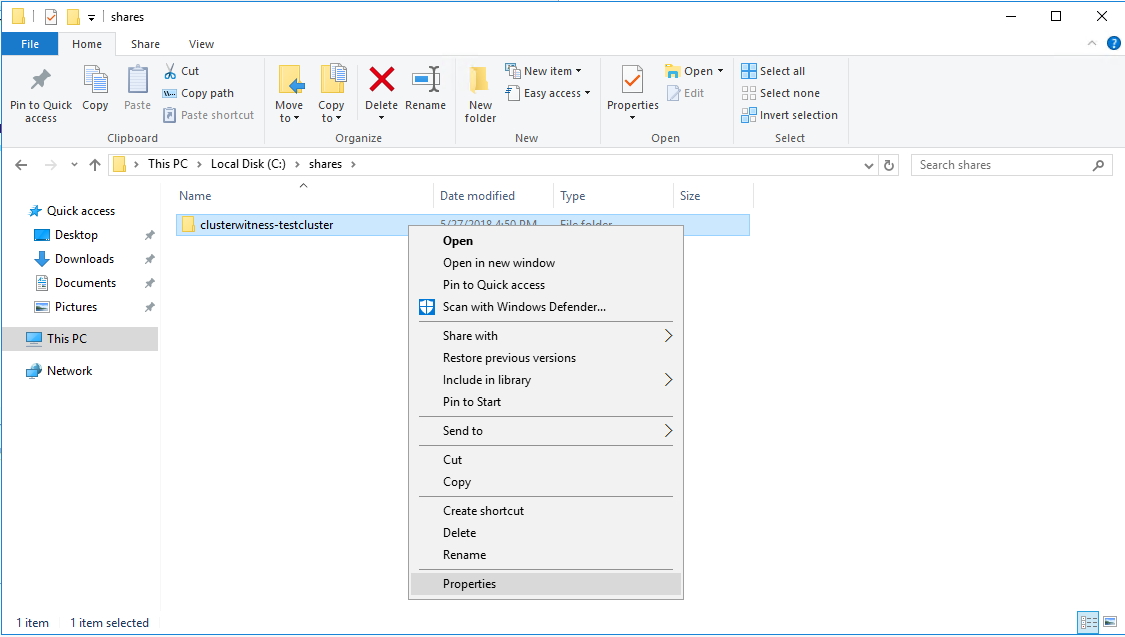 shares
File Home Share View
Pin to Quick access
Copy
Paste
Cut
Copy path
Paste shortcut
Clipboard
Move to
Copy to
Delete
Rename
Organize
New folder
New item
Easy access
New
Properties
Open
Edit
Open
Select all
Select none
Invert selection
Select
This PC Local Disk (C:) shares
Search shares
Name Date modified Type Size
clusterwitness-testcluster 5/27/2018 4:50 PM File folder
Quick access
Desktop
Downloads
Documents
Pictures
This PC
Network
Open
Open in new window
Pin to Quick access
Scan with Windows Defender...
Share with
Restore previous versions
Include in library
Pin to Start
Send to
Cut
Copy
Create shortcut
Delete
Rename
Properties
1 item 1 item selected